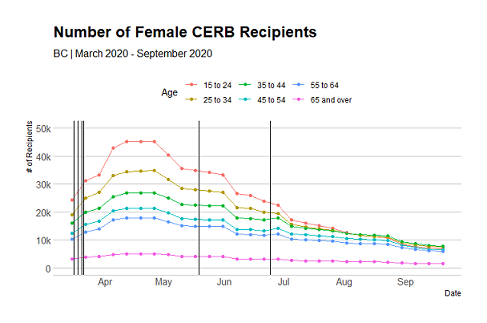 Number of Female CERB Recipients
BC | March 2020 - September 2020
Age
15 to 24
35 to 44
55 to 64
25 to 34
45 to 54
65 and over
# of Recipients
50k
40k
30k
20k
10k
0
Apr
May
Jun
Jul
Aug
Sep
Date